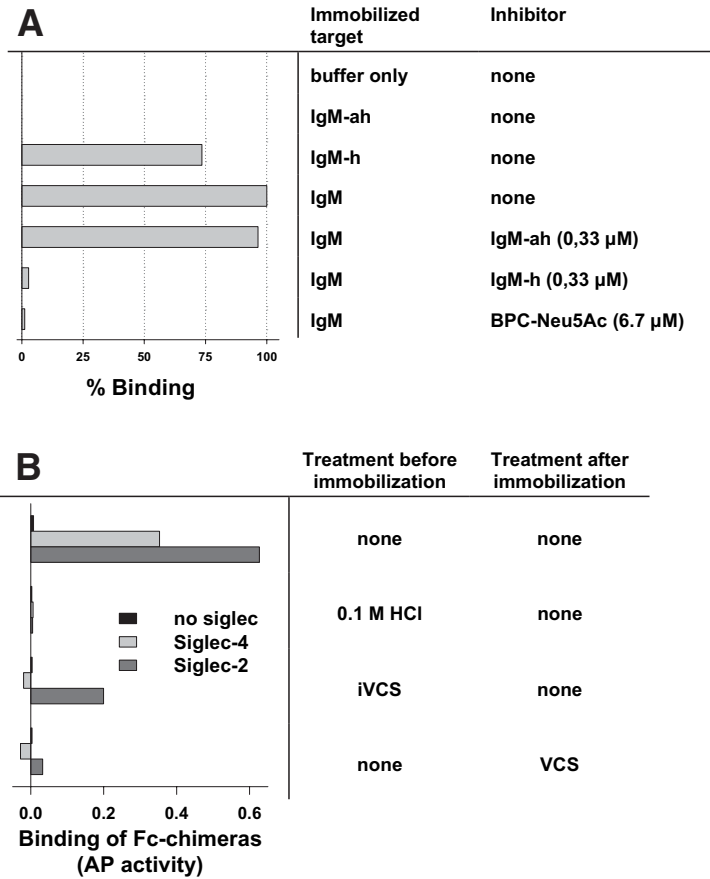 A
Immobilized target
Inhibitor
buffer only none
IgM-ah none
IgM-h none
IgM none
IgM IgM-ah (0,33 µM)
IgM IgM-h (0,33 µM)
IgM BPC-Neu5Ac (6.7 µM)
0 25 50 75 100
% Binding
B
Treatment before immobilization
Treatment after immobilization
none none
0.1 M HCl none
iVCS none
none VCS
no siglec
Siglec-4
Siglec-2
0.0 0.2 0.4 0.6
Binding of Fc-chimeras
(AP activity)